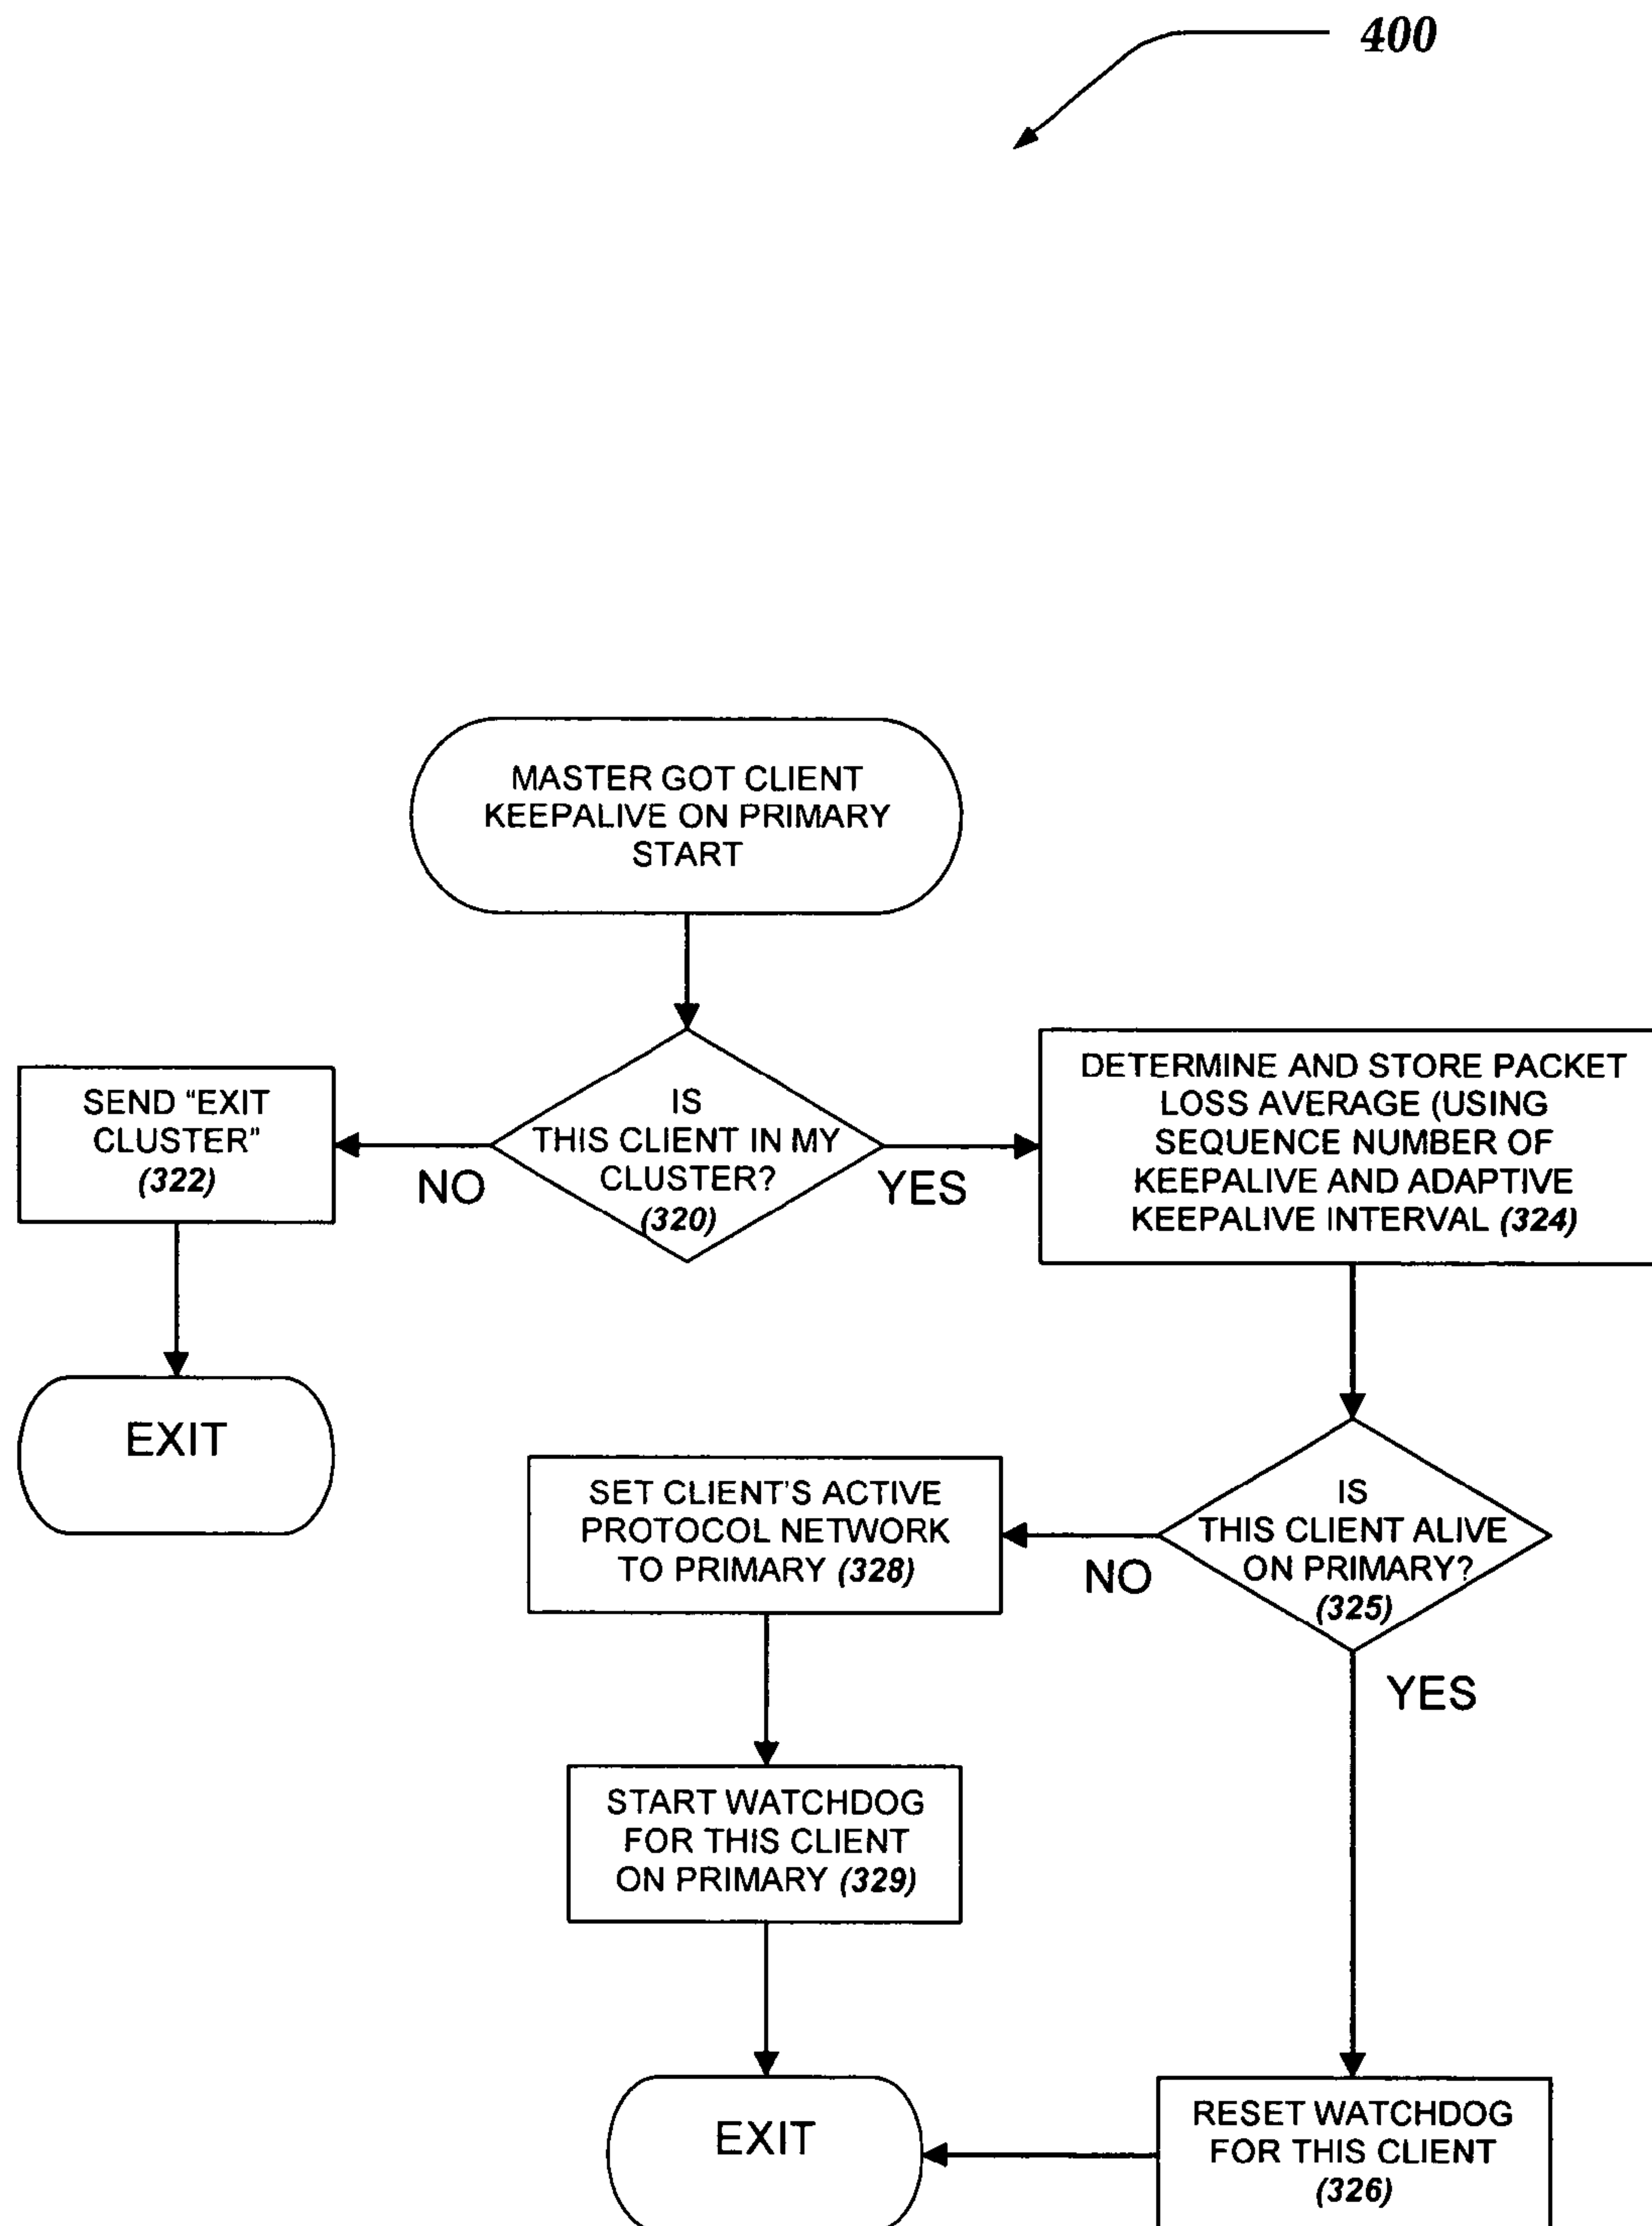 400
MASTER GOT CLIENT
KEEPALIVE ON PRIMARY
START
IS
THIS CLIENT IN MY
CLUSTER?
(320)
NO
YES
SEND "EXIT
CLUSTER"
(322)
EXIT
DETERMINE AND STORE PACKET
LOSS AVERAGE (USING
SEQUENCE NUMBER OF
KEEPALIVE AND ADAPTIVE
KEEPALIVE INTERVAL (324)
IS
THIS CLIENT ALIVE
ON PRIMARY?
(325)
NO
YES
SET CLIENT'S ACTIVE
PROTOCOL NETWORK
TO PRIMARY (328)
START WATCHDOG
FOR THIS CLIENT
ON PRIMARY (329)
EXIT
RESET WATCHDOG
FOR THIS CLIENT
(326)